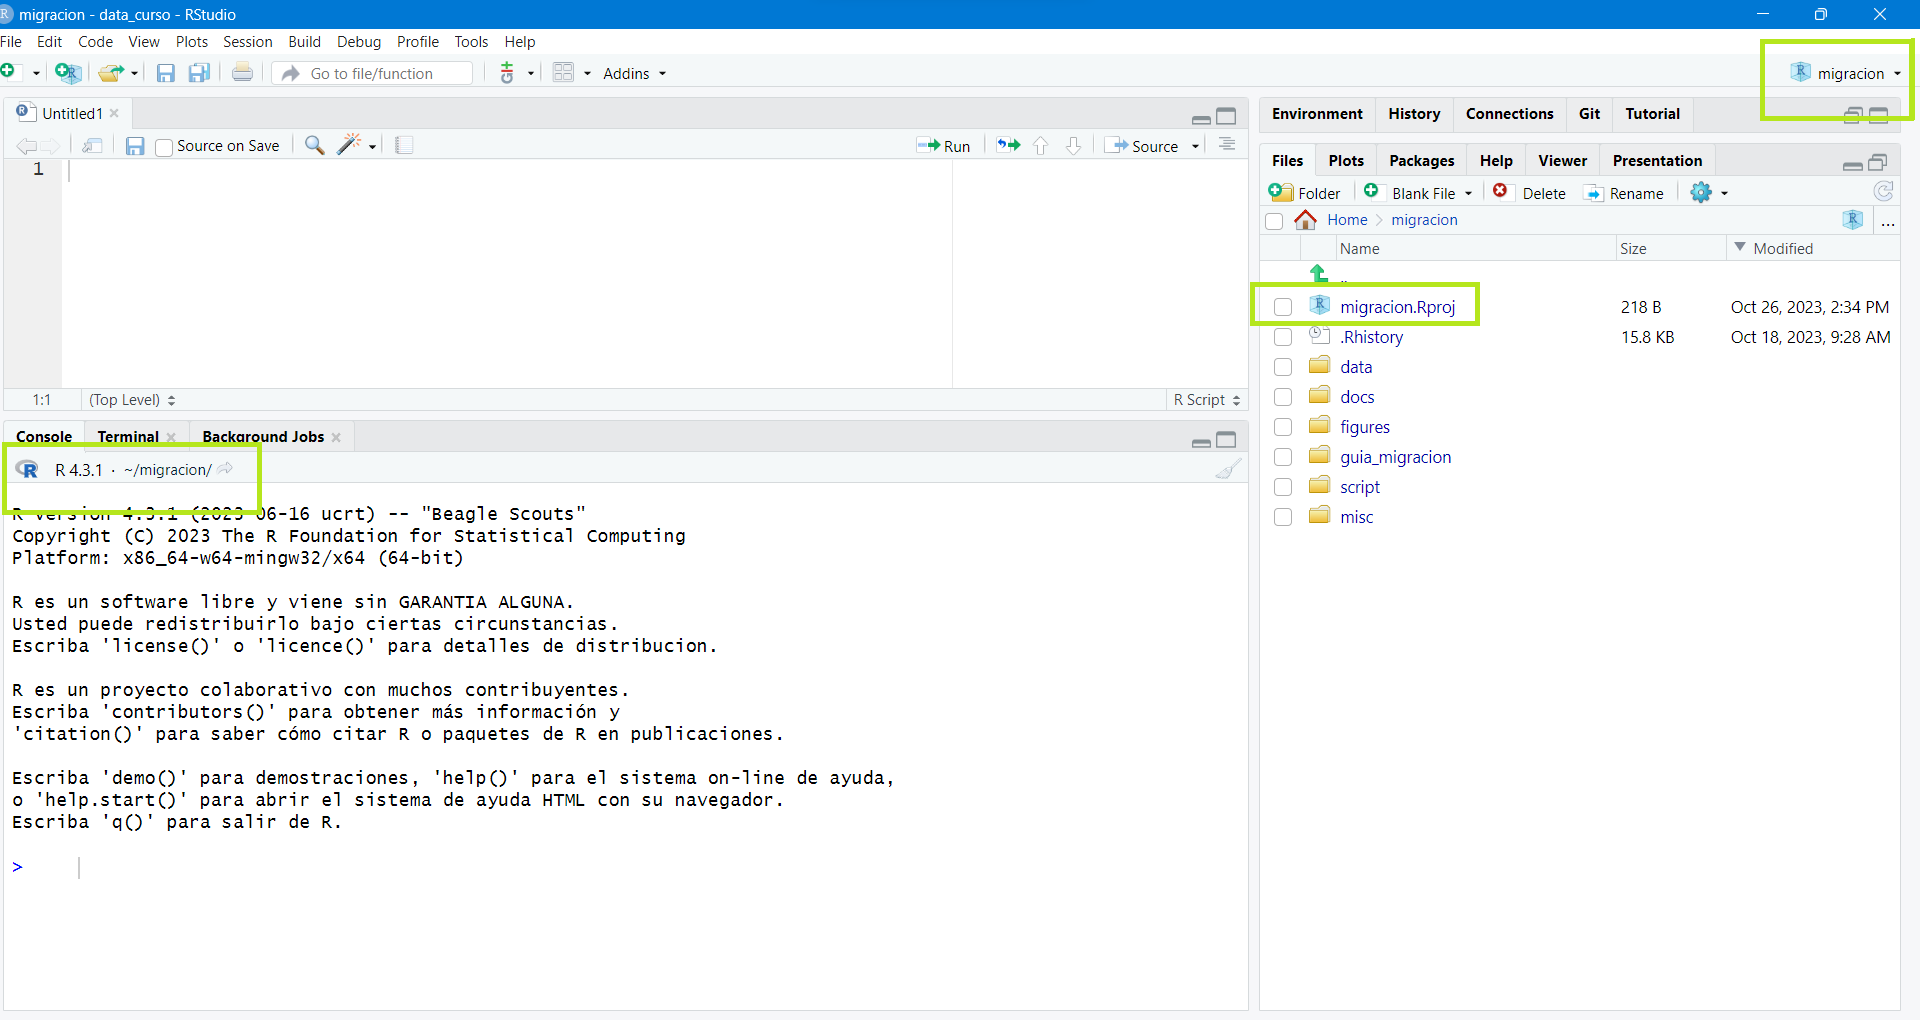 migracion - data_curso - RStudio
File Edit Code View Plots Session Build Debug Profile Tools Help
Go to file/function Addins migracion
Untitled1
Source on Save Run Source
1
1:1 (Top Level) R Script
Console Terminal Background Jobs
R 4.3.1 · ~/migracion/
R version 4.3.1 (2023-06-16 ucrt) -- "Beagle Scouts"
Copyright (C) 2023 The R Foundation for Statistical Computing
Platform: x86_64-w64-mingw32/x64 (64-bit)
R es un software libre y viene sin GARANTIA ALGUNA.
Usted puede redistribuirlo bajo ciertas circunstancias.
Escriba 'license()' o 'licence()' para detalles de distribucion.
R es un proyecto colaborativo con muchos contribuyentes.
Escriba 'contributors()' para obtener más información y
'citation()' para saber cómo citar R o paquetes de R en publicaciones.
Escriba 'demo()' para demostraciones, 'help()' para el sistema on-line de ayuda,
o 'help.start()' para abrir el sistema de ayuda HTML con su navegador.
Escriba 'q()' para salir de R.
>
Environment History Connections Git Tutorial
Files Plots Packages Help Viewer Presentation
Folder Blank File Delete Rename
Home migracion ...
Name Size Modified
..
migracion.Rproj 218 B Oct 26, 2023, 2:34 PM
.Rhistory 15.8 KB Oct 18, 2023, 9:28 AM
data
docs
figures
guia_migracion
script
misc